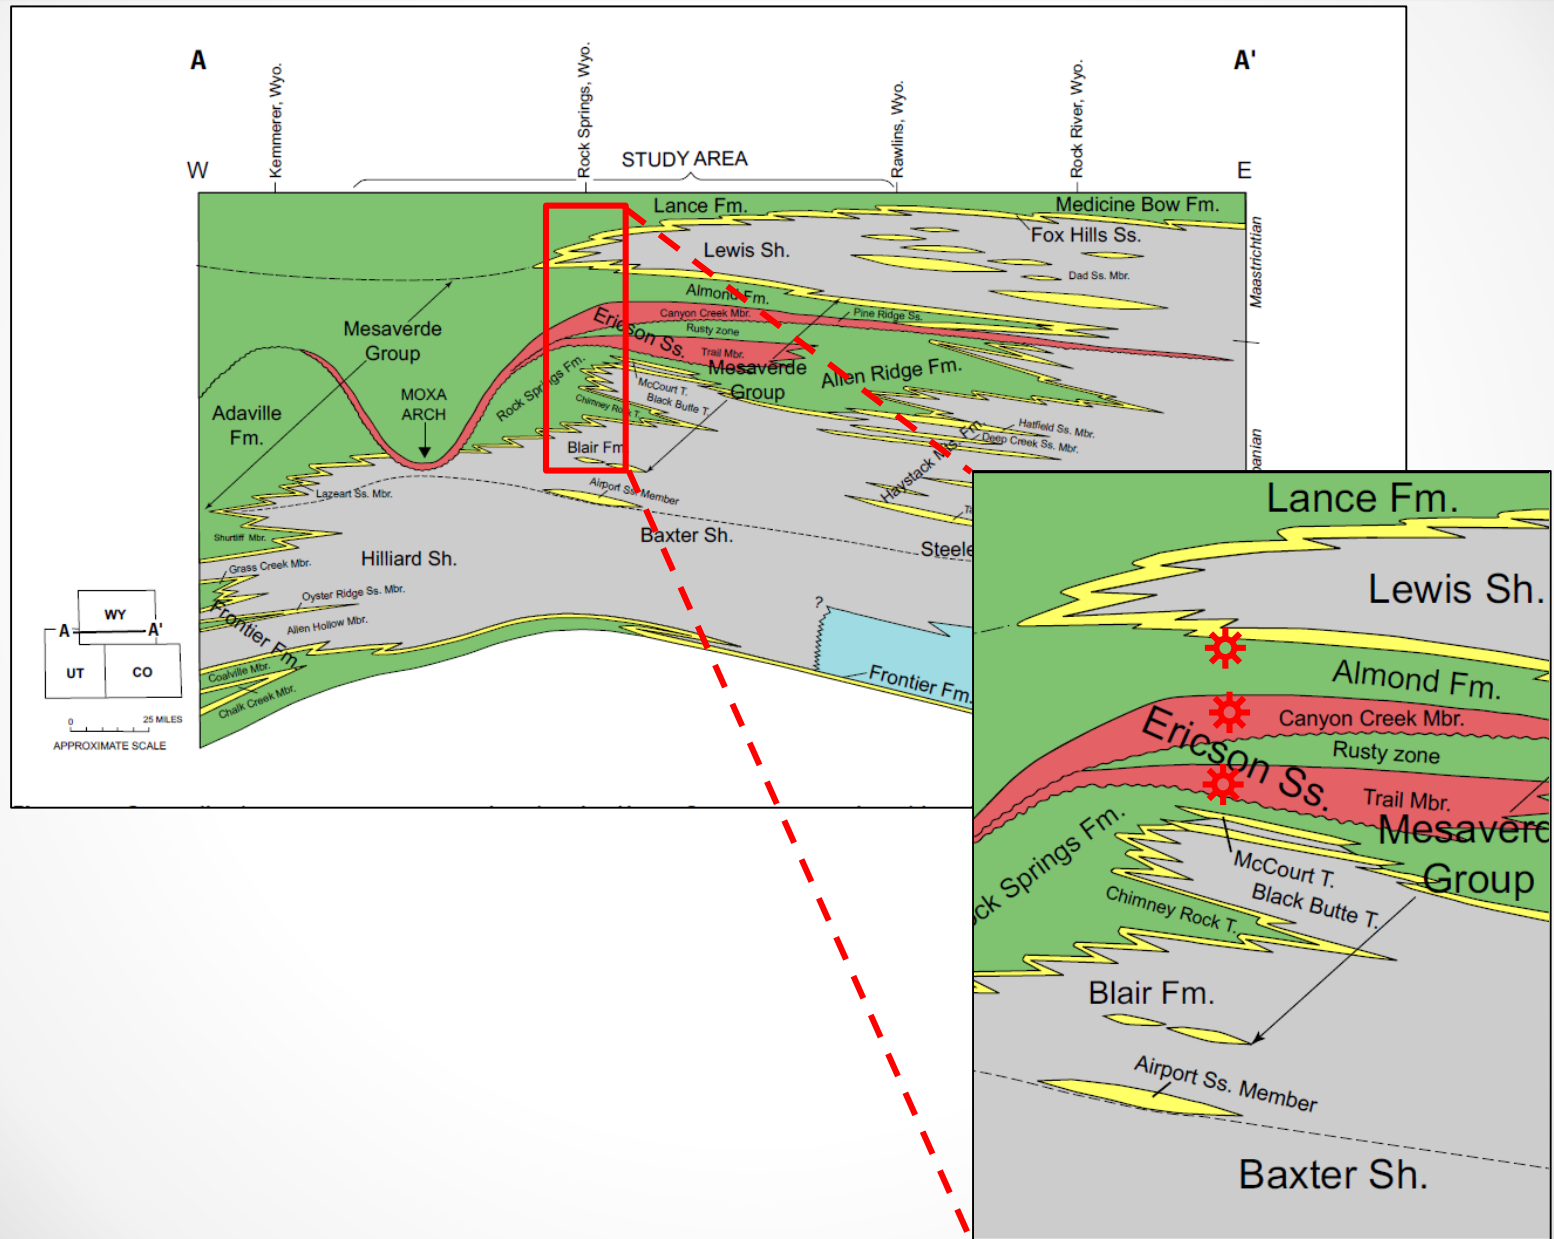 A
A'
Kemmerer, Wyo.
Rock Springs, Wyo.
Rawlins, Wyo.
Rock River, Wyo.
W
STUDY AREA
E
Lance Fm.
Medicine Bow Fm.
Fox Hills Ss.
Lewis Sh.
Dad Ss. Mbr.
Maastrichtian
Almond Fm.
Canyon Creek Mbr.
Pine Ridge Ss.
Ericson Ss.
Rusty zone
Trail Mbr.
Mesaverde
Group
Mesaverde
Group
Allen Ridge Fm.
MOXA
ARCH
Rock Springs Fm.
McCourt T.
Black Butte T.
Chimney Rock T.
Adaville
Fm.
Hatfield Ss. Mbr.
Deep Creek Ss. Mbr.
Haystack Mts. Fm.
Blair Fm.
Airport Ss. Member
Lazeart Ss. Mbr.
Shurtliff Mbr.
Baxter Sh.
Steele
Hilliard Sh.
Grass Creek Mbr.
Oyster Ridge Ss. Mbr.
Allen Hollow Mbr.
Frontier Fm.
Coalville Mbr.
Chalk Creek Mbr.
?
Frontier Fm.
WY
A
A'
UT
CO
0
25 MILES
APPROXIMATE SCALE
Lance Fm.
Lewis Sh.
Almond Fm.
Canyon Creek Mbr.
Ericson Ss.
Rusty zone
Trail Mbr.
Mesaverd
Group
ck Springs Fm.
McCourt T.
Black Butte T.
Chimney Rock T.
Blair Fm.
Airport Ss. Member
Baxter Sh.